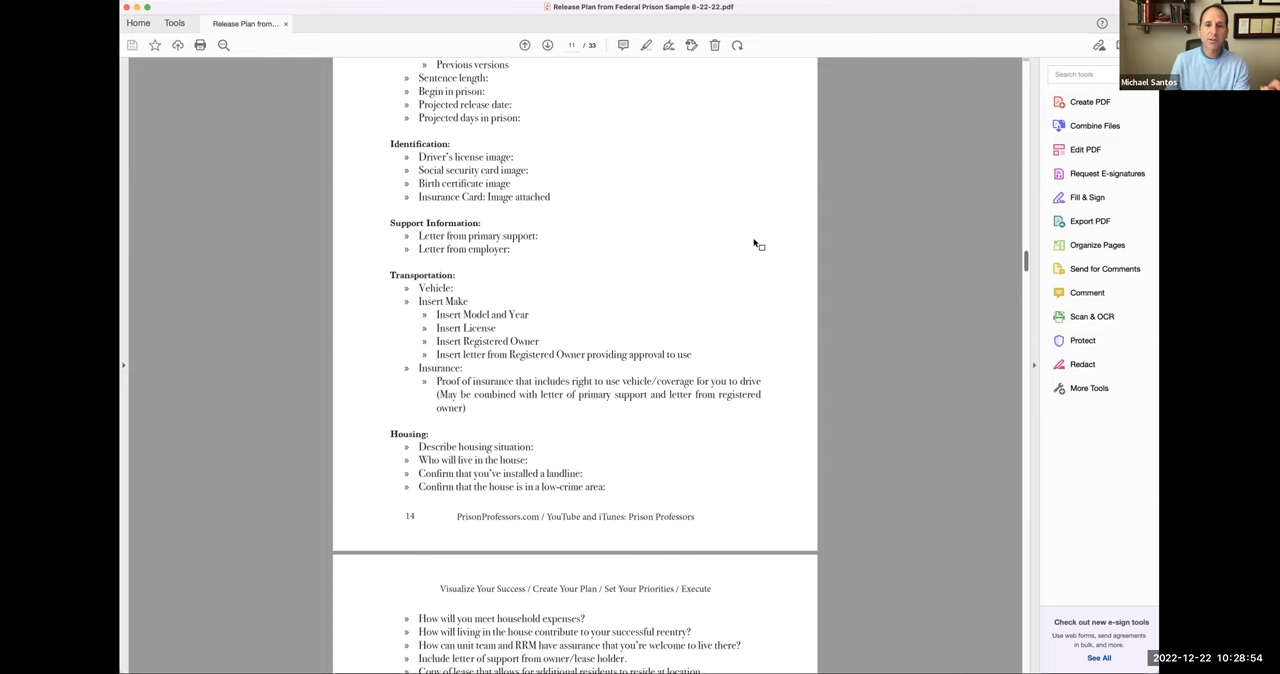 Release Plan from Federal Prison Sample 8-22-22.pdf
Home Tools Release Plan from... ×
11 / 33
Michael Santos
» Previous versions
» Sentence length:
» Begin in prison:
» Projected release date:
» Projected days in prison:
Identification:
» Driver's license image:
» Social security card image:
» Birth certificate image
» Insurance Card: Image attached
Support Information:
» Letter from primary support:
» Letter from employer:
Transportation:
» Vehicle:
» Insert Make
» Insert Model and Year
» Insert License
» Insert Registered Owner
» Insert letter from Registered Owner providing approval to use
» Insurance:
» Proof of insurance that includes right to use vehicle/coverage for you to drive
(May be combined with letter of primary support and letter from registered
owner)
Housing:
» Describe housing situation:
» Who will live in the house:
» Confirm that you've installed a landline:
» Confirm that the house is in a low-crime area:
14 PrisonProfessors.com / YouTube and iTunes: Prison Professors
Visualize Your Success / Create Your Plan / Set Your Priorities / Execute
» How will you meet household expenses?
» How will living in the house contribute to your successful reentry?
» How can unit team and RRM have assurance that you're welcome to live there?
» Include letter of support from owner/lease holder.
» Copy of lease that allows for additional residents to reside at location
Search tools
Create PDF
Combine Files
Edit PDF
Request E-signatures
Fill & Sign
Export PDF
Organize Pages
Send for Comments
Comment
Scan & OCR
Protect
Redact
More Tools
Check out new e-sign tools
Use web forms, send agreements
in bulk, and more.
See All
2022-12-22 10:28:54